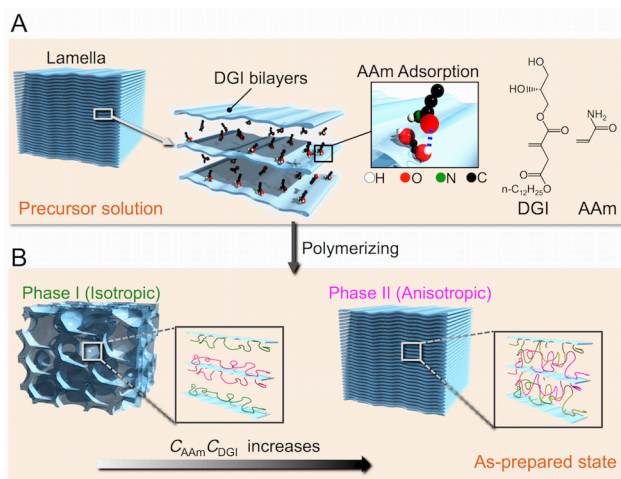 A
Lamella
DGI bilayers
AAm Adsorption
H O N C
Precursor solution
HO
HO
O
O
O
O
n-C12H25
DGI
NH2
O
AAm
Polymerizing
B
Phase I (Isotropic)
Phase II (Anisotropic)
CAAmCDGI increases
As-prepared state